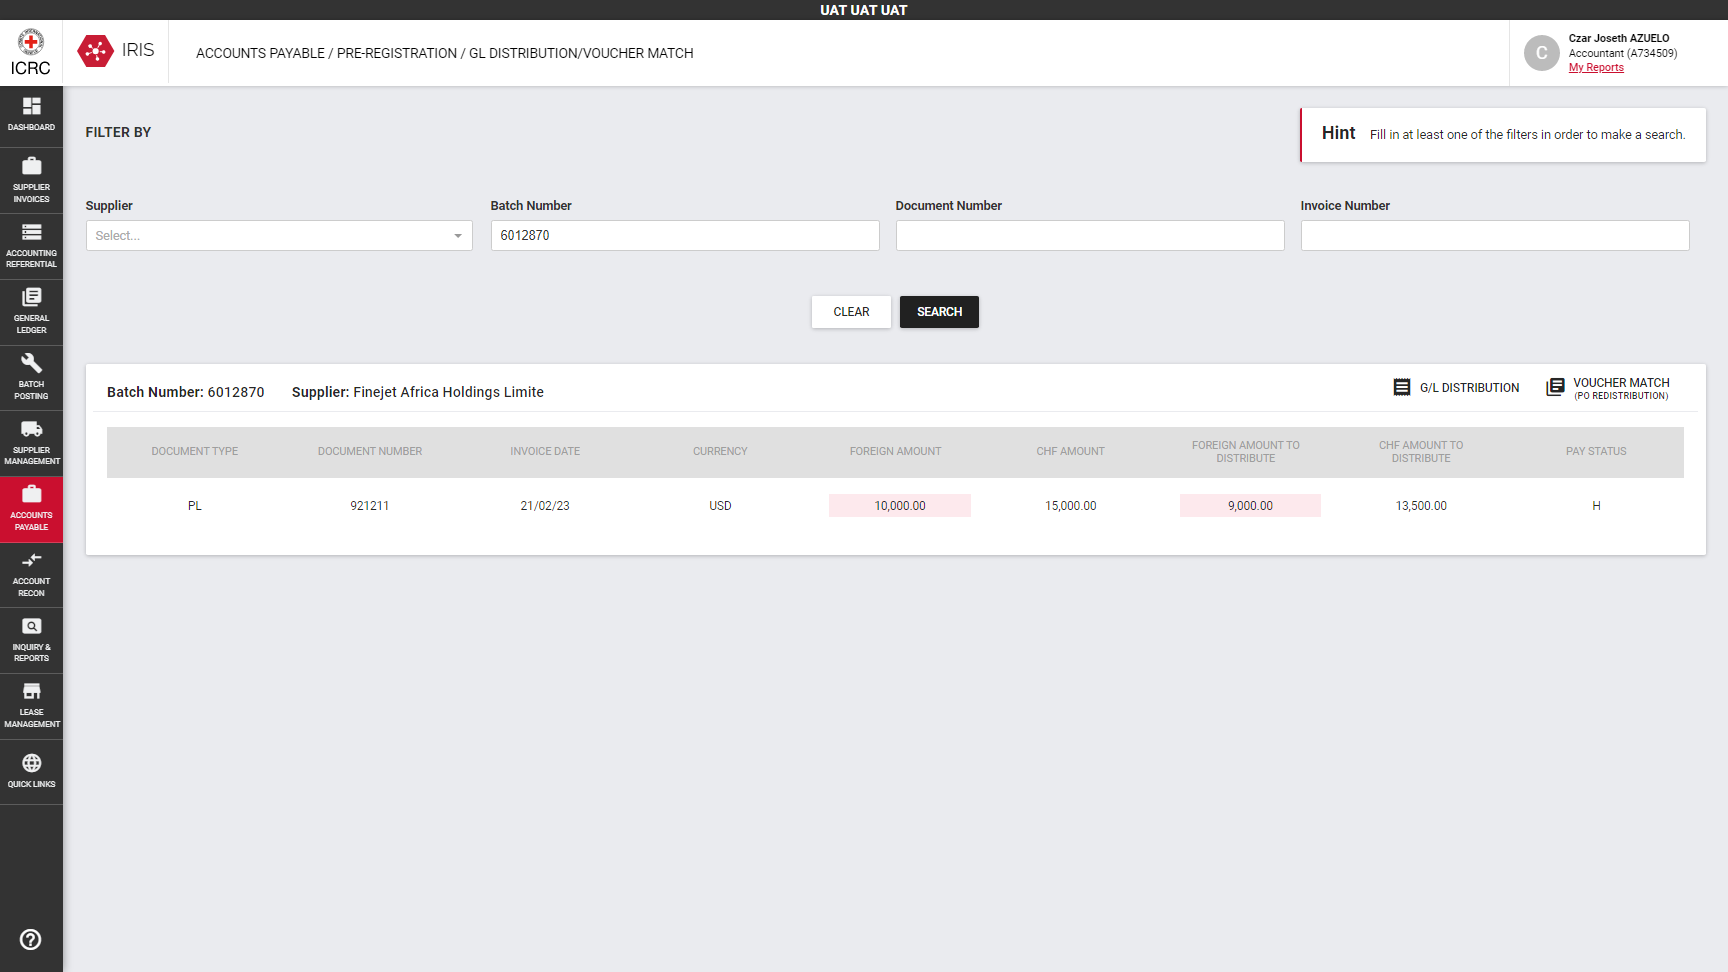 UAT UAT UAT
ICRC
IRIS
ACCOUNTS PAYABLE / PRE-REGISTRATION / GL DISTRIBUTION/VOUCHER MATCH
C
Czar Joseth AZUELO
Accountant (A734509)
My Reports
DASHBOARD
SUPPLIER
INVOICES
ACCOUNTING
REFERENTIAL
GENERAL
LEDGER
BATCH
POSTING
SUPPLIER
MANAGEMENT
ACCOUNTS
PAYABLE
ACCOUNT
RECON
INQUIRY &
REPORTS
LEASE
MANAGEMENT
QUICK LINKS
FILTER BY
Hint Fill in at least one of the filters in order to make a search.
Supplier Batch Number Document Number Invoice Number
Select... 6012870
CLEAR SEARCH
Batch Number: 6012870 Supplier: Finejet Africa Holdings Limite
G/L DISTRIBUTION
VOUCHER MATCH
(PO REDISTRIBUTION)
DOCUMENT TYPE DOCUMENT NUMBER INVOICE DATE CURRENCY FOREIGN AMOUNT CHF AMOUNT FOREIGN AMOUNT TO DISTRIBUTE CHF AMOUNT TO DISTRIBUTE PAY STATUS
PL 921211 21/02/23 USD 10,000.00 15,000.00 9,000.00 13,500.00 H